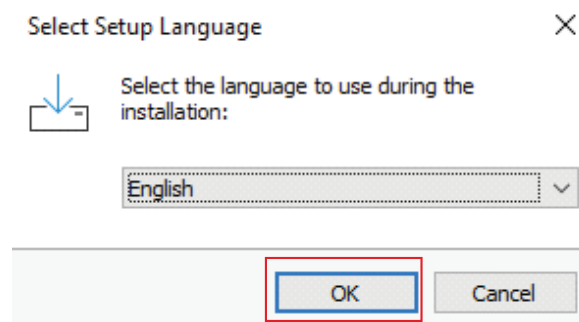 Select Setup Language
Select the language to use during the
installation:
English
OK
Cancel